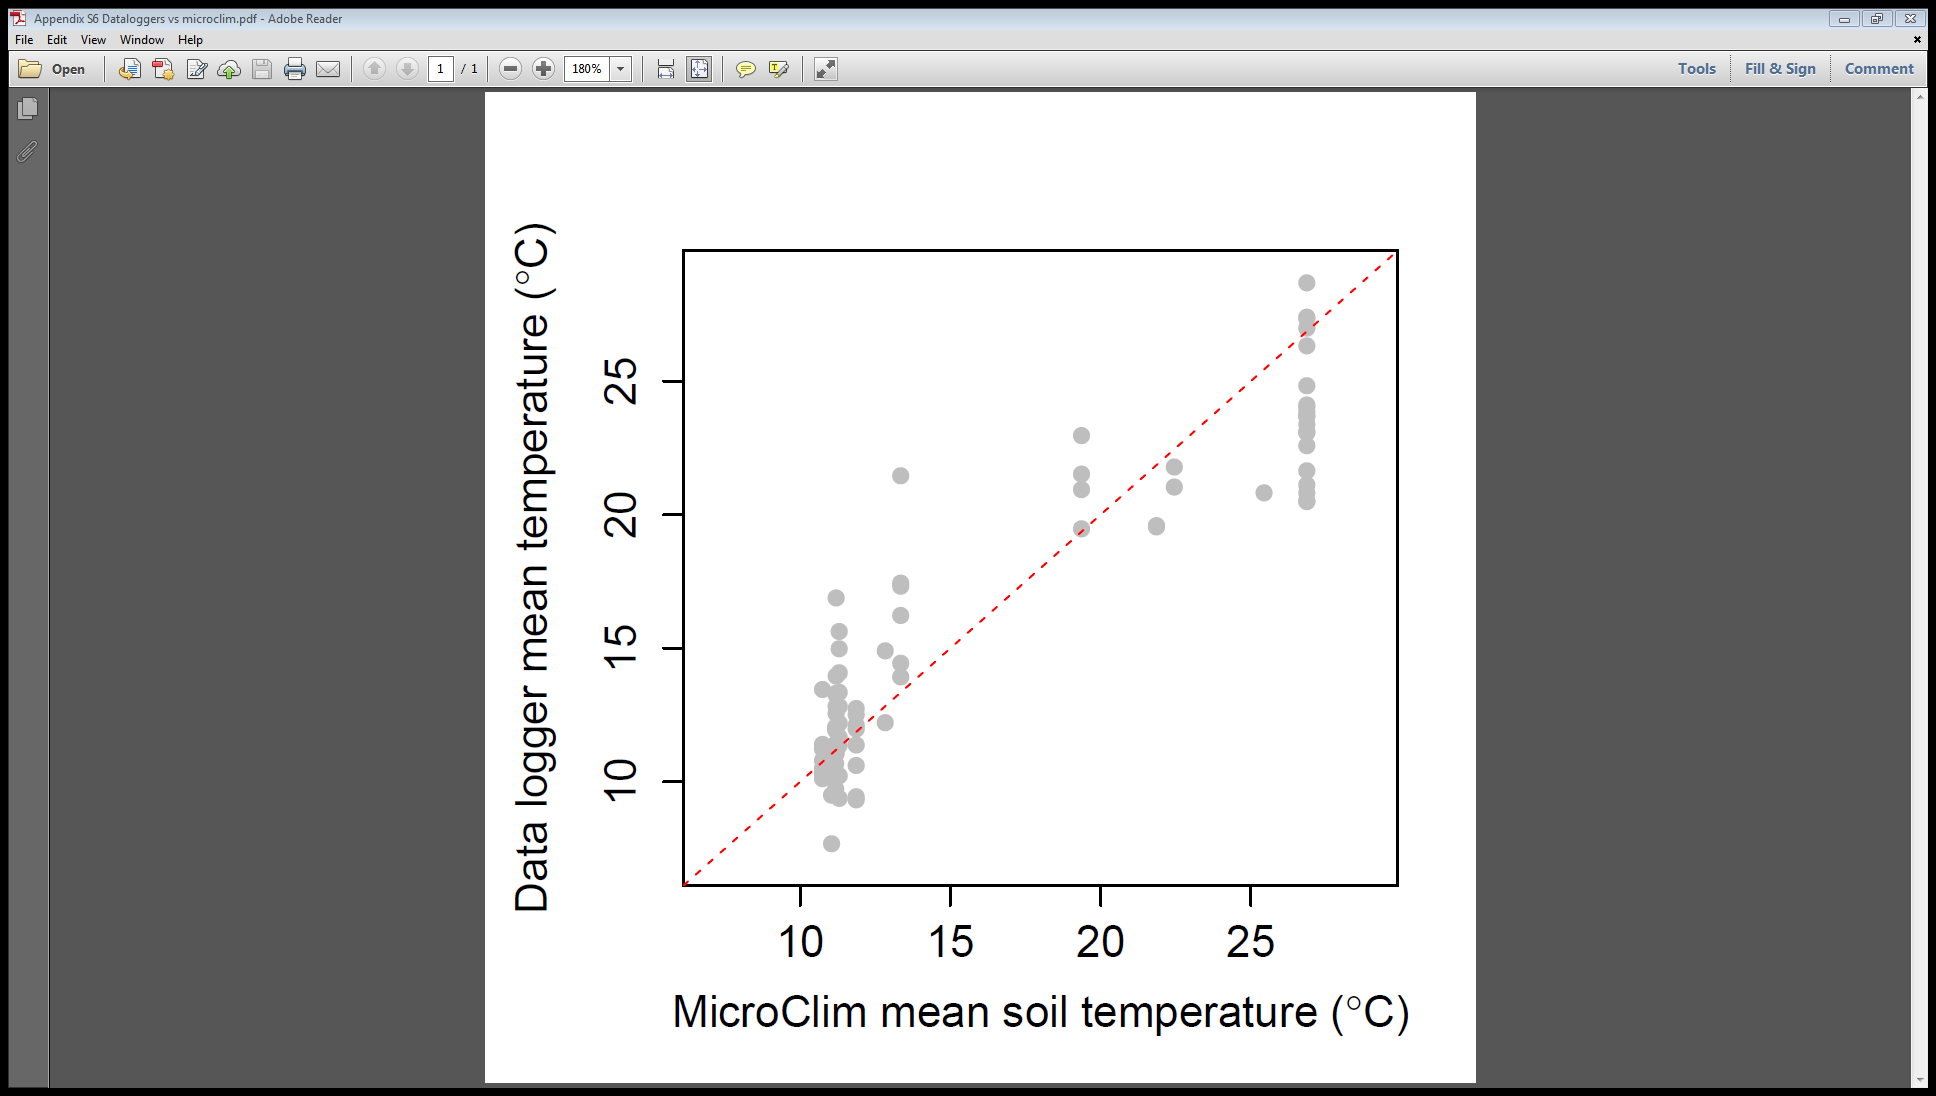 Appendix S6 Dataloggers vs microclim.pdf - Adobe Reader
File Edit View Window Help
Open 1 / 1 180% Tools Fill & Sign Comment
Data logger mean temperature (°C)
25
20
15
10
10 15 20 25
MicroClim mean soil temperature (°C)